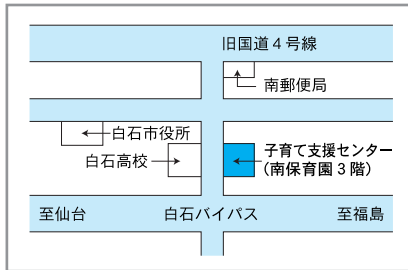 旧国道４号線
南郵便局
白石市役所
白石高校
子育て支援センター
(南保育園３階)
至仙台
白石バイパス
至福島